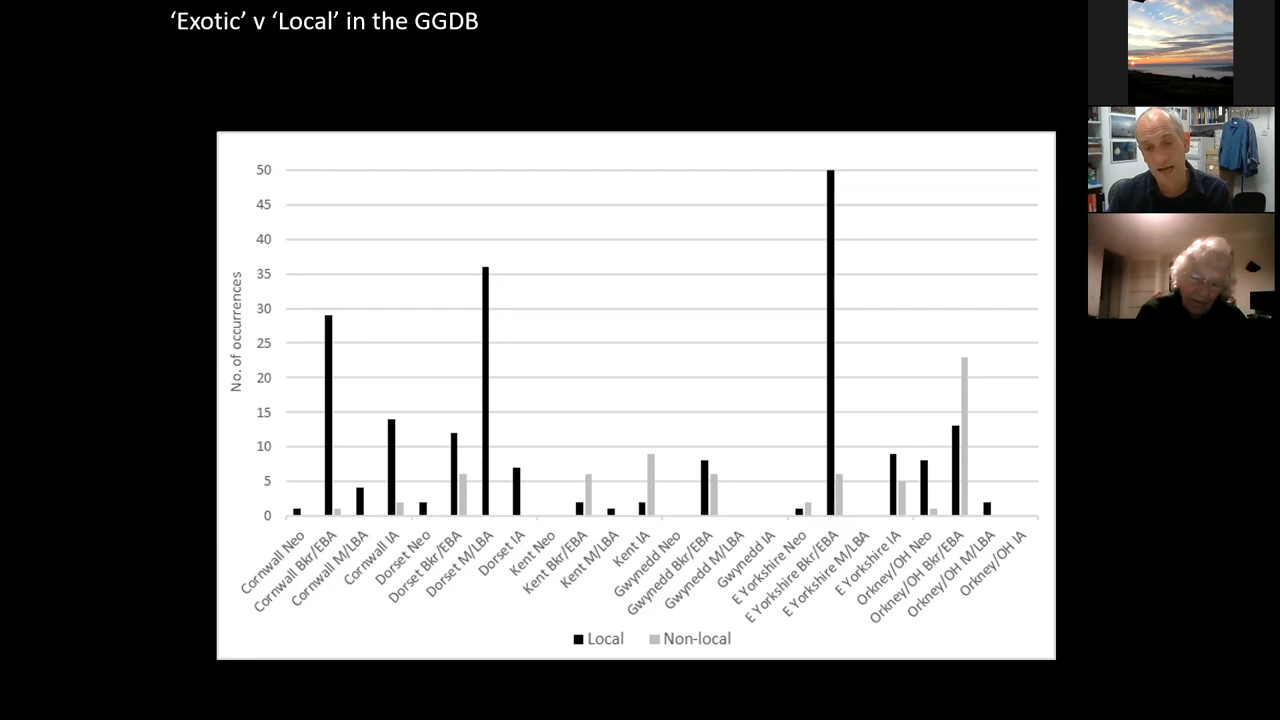 ‘Exotic’ v ‘Local’ in the GGDB
No. of occurrences
50
45
40
35
30
25
20
15
10
5
0
Cornwall Neo
Cornwall Bkr/EBA
Cornwall M/LBA
Cornwall IA
Dorset Neo
Dorset Bkr/EBA
Dorset M/LBA
Dorset IA
Kent Neo
Kent Bkr/EBA
Kent M/LBA
Kent IA
Gwynedd Neo
Gwynedd Bkr/EBA
Gwynedd M/LBA
Gwynedd IA
E Yorkshire Neo
E Yorkshire Bkr/EBA
E Yorkshire M/LBA
E Yorkshire IA
Orkney/OH Neo
Orkney/OH Bkr/EBA
Orkney/OH M/LBA
Orkney/OH IA
Local Non-local